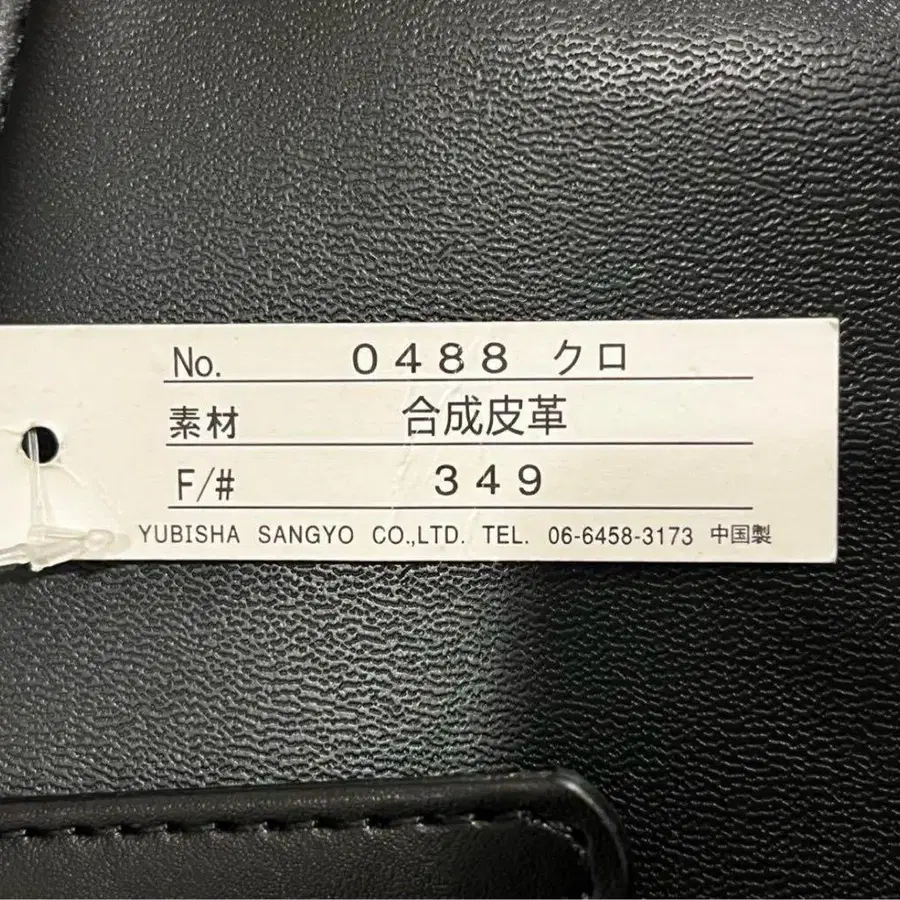 No. 0488 クロ
素材 合成皮革
F/# 349
YUBISHA SANGYO CO.,LTD. TEL. 06-6458-3173 中国製